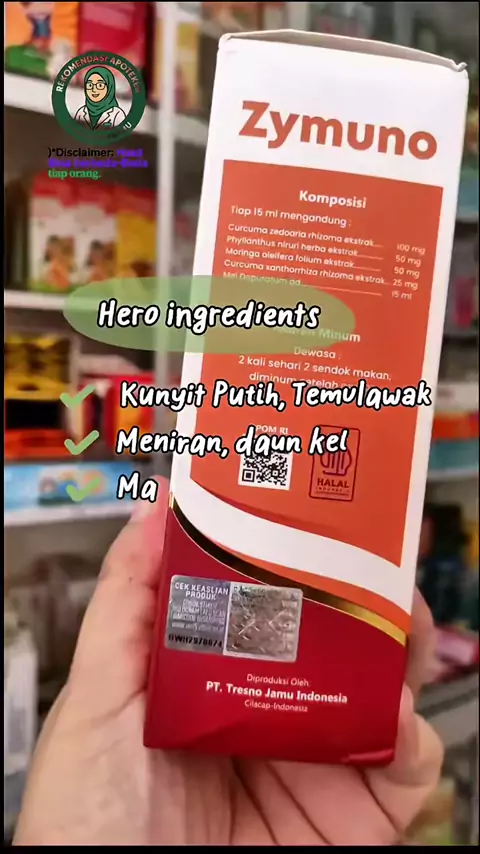 REKOMENDASI APOTEKER
)*Disclaimer:
tiap orang.
Zymuno
Komposisi
Tiap 15 ml mengandung :
Curcuma zedoaria rhizoma ekstrak 100 mg
Phyllanthus niruri herba ekstrak 50 mg
Moringa oleifera folium ekstrak 50 mg
Curcuma xanthorrhiza rhizoma ekstrak 25 mg
Mel Depuratum ad 15 ml
Hero ingredients
Minum
Dewasa :
2 kali sehari 2 sendok makan,
Kunyit Putih, Temulawak
Meniran, daun kel
POM RI
HALAL
Ma
CEK KEASLIAN
PRODUK
Diproduksi Oleh:
PT. Tresno Jamu Indonesia
Cilacap-Indonesia